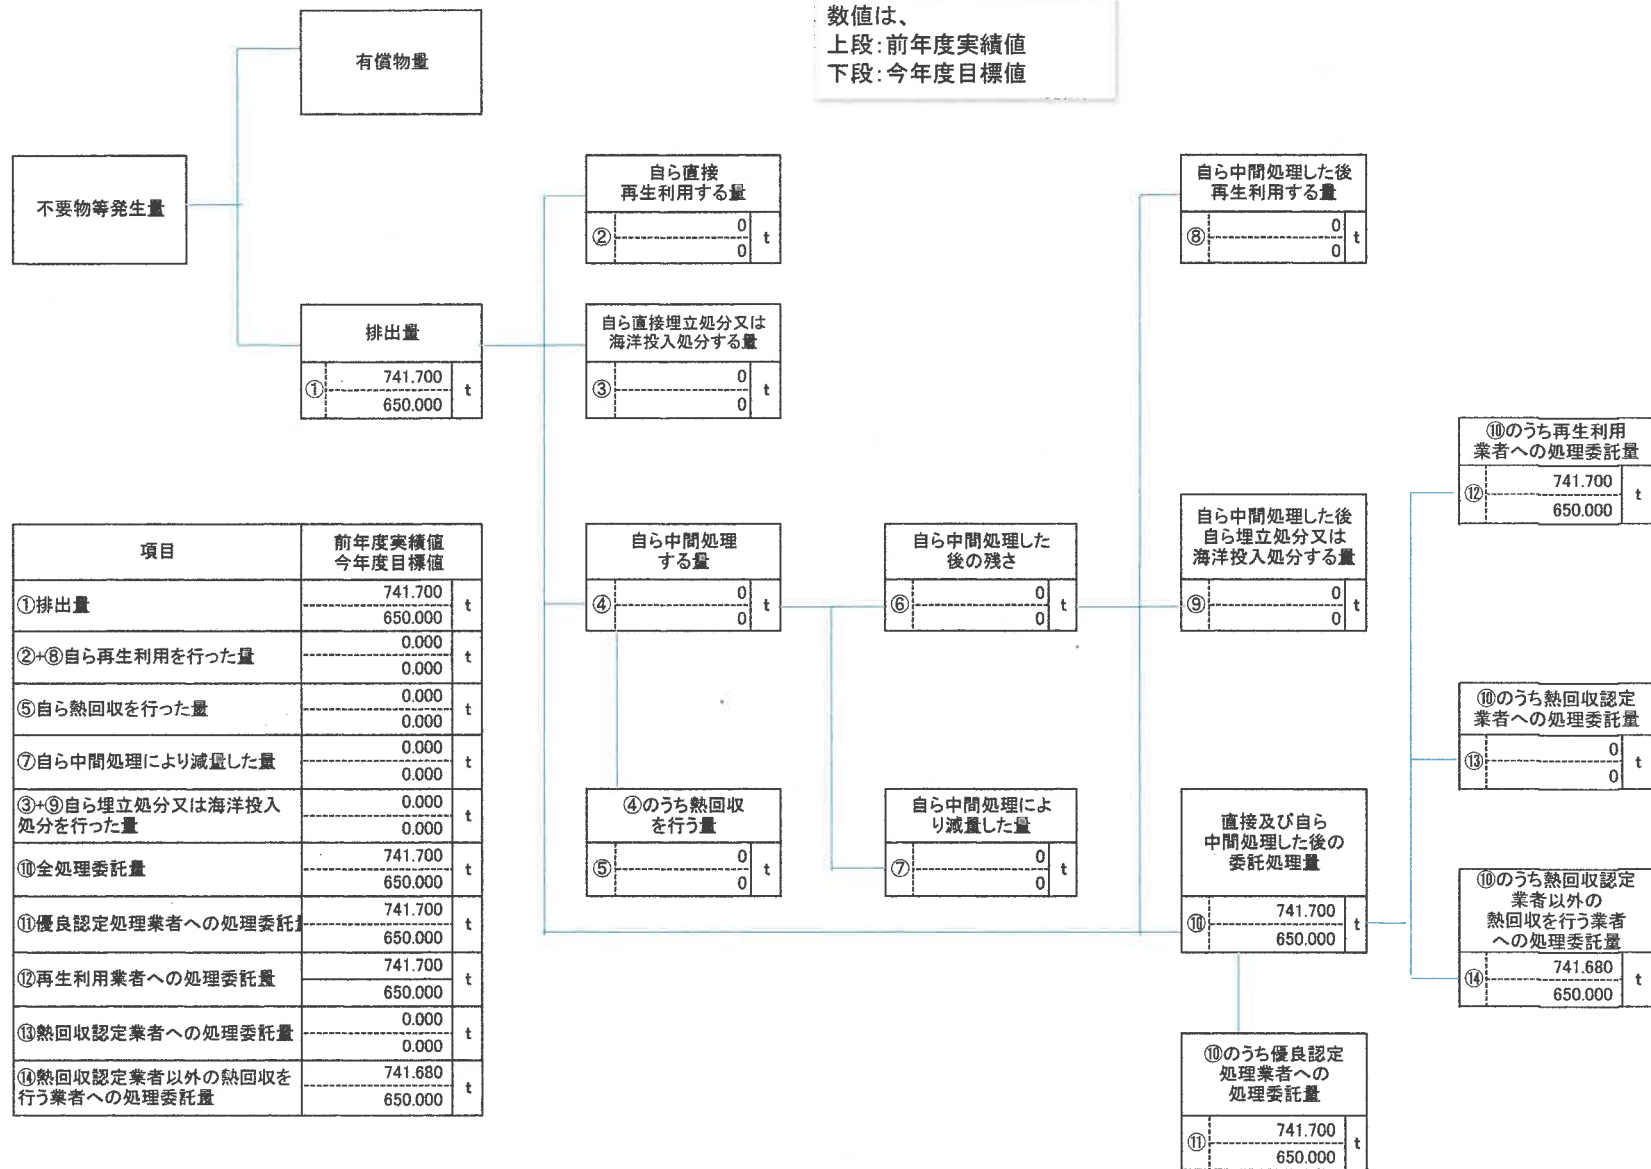 数値は、
上段:前年度実績値
下段:今年度目標値
有償物量
不要物等発生量
排出量
① 741.700 t
650.000
自ら直接
再生利用する量
② 0 t
0
自ら直接埋立処分又は
海洋投入処分する量
③ 0 t
0
自ら中間処理した後
再生利用する量
⑧ 0 t
0
自ら中間処理
する量
④ 0 t
0
自ら中間処理した
後の残さ
⑥ 0 t
0
自ら中間処理した後
自ら埋立処分又は
海洋投入処分する量
⑨ 0 t
0
④のうち熱回収
を行う量
⑤ 0 t
0
自ら中間処理によ
り減量した量
⑦ 0 t
0
直接及び自ら
中間処理した後の
委託処理量
⑩ 741.700 t
650.000
⑩のうち優良認定
処理業者への
処理委託量
⑪ 741.700 t
650.000
⑩のうち再生利用
業者への処理委託量
⑫ 741.700 t
650.000
⑩のうち熱回収認定
業者への処理委託量
⑬ 0 t
0
⑩のうち熱回収認定
業者以外の
熱回収を行う業者
への処理委託量
⑭ 741.680 t
650.000
項目 前年度実績値
今年度目標値
①排出量 741.700 t
650.000
②+⑧自ら再生利用を行った量 0.000 t
0.000
⑤自ら熱回収を行った量 0.000 t
0.000
⑦自ら中間処理により減量した量 0.000 t
0.000
③+⑨自ら埋立処分又は海洋投入
処分を行った量 0.000 t
0.000
⑩全処理委託量 741.700 t
650.000
⑪優良認定処理業者への処理委託 741.700 t
650.000
⑫再生利用業者への処理委託量 741.700 t
650.000
⑬熱回収認定業者への処理委託量 0.000 t
0.000
⑭熱回収認定業者以外の熱回収を
行う業者への処理委託量 741.680 t
650.000